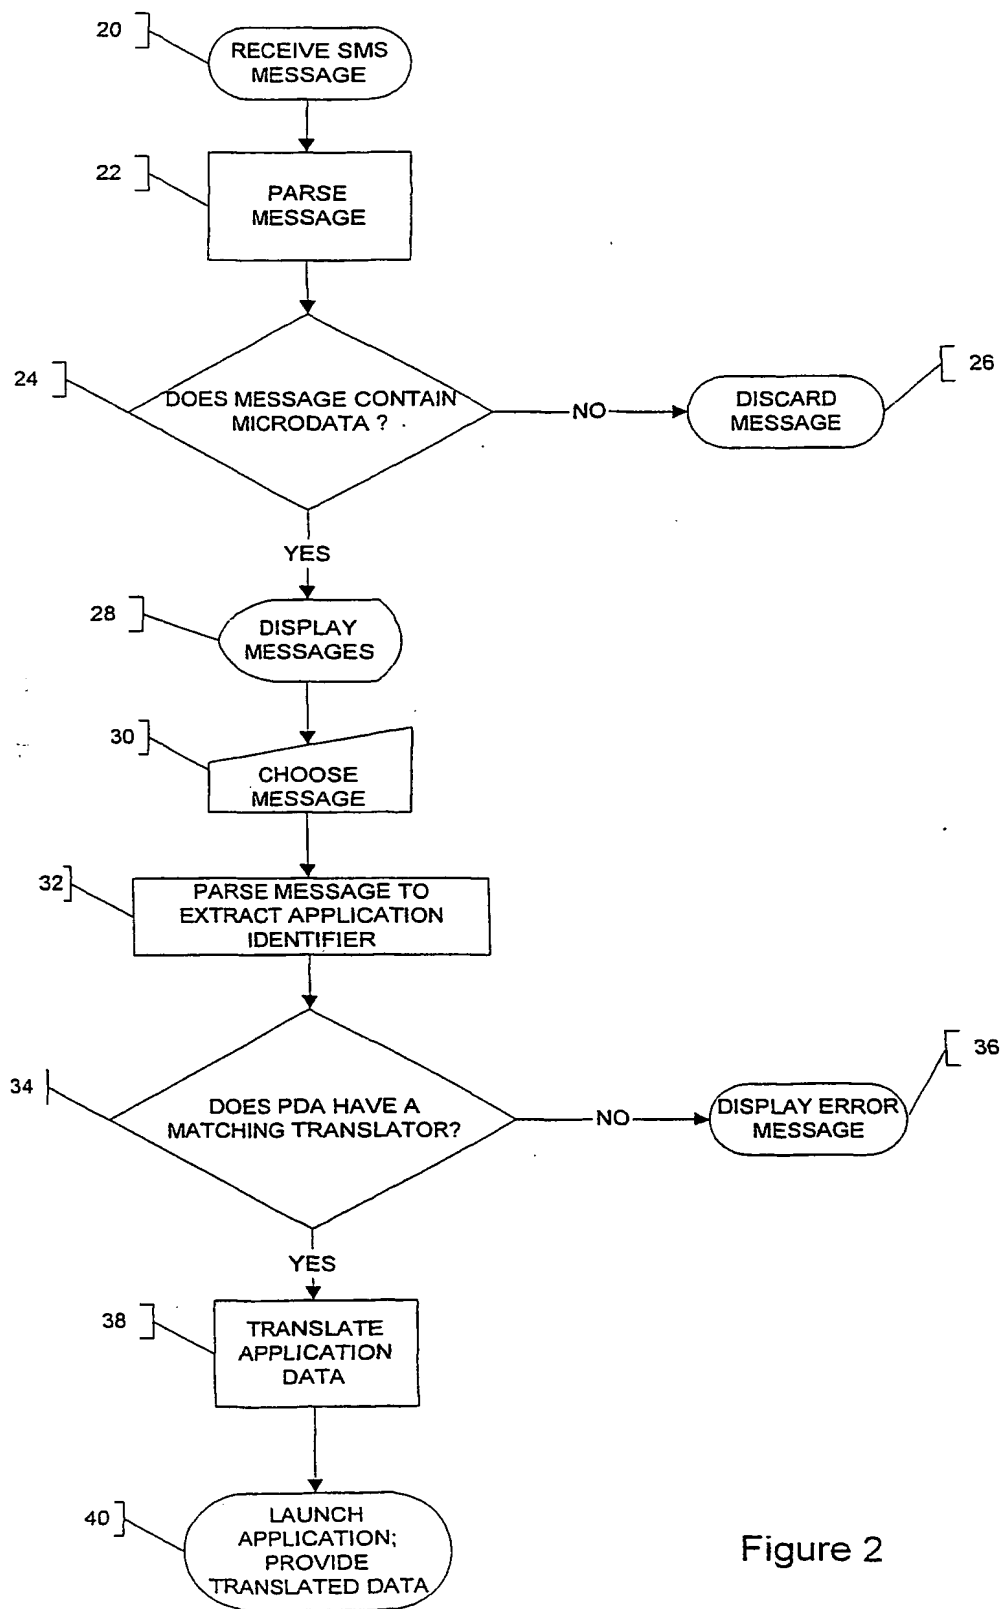 20
RECEIVE SMS
MESSAGE
22
PARSE
MESSAGE
24
DOES MESSAGE CONTAIN
MICRODATA ?
NO
DISCARD
MESSAGE
26
YES
28
DISPLAY
MESSAGES
30
CHOOSE
MESSAGE
32
PARSE MESSAGE TO
EXTRACT APPLICATION
IDENTIFIER
34
DOES PDA HAVE A
MATCHING TRANSLATOR?
NO
DISPLAY ERROR
MESSAGE
36
YES
38
TRANSLATE
APPLICATION
DATA
40
LAUNCH
APPLICATION;
PROVIDE
TRANSLATED DATA
Figure 2